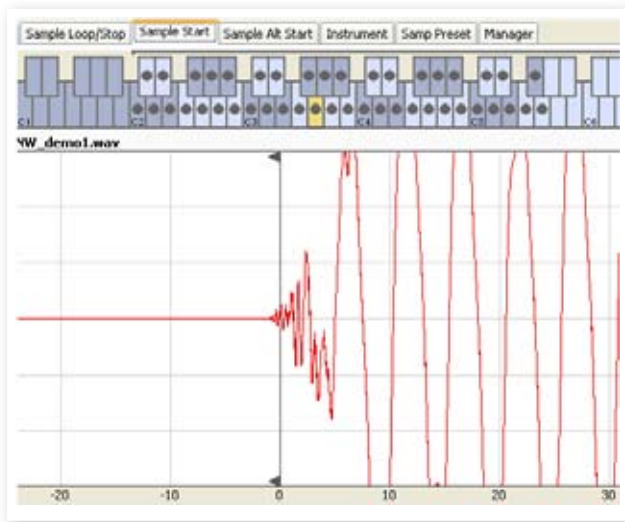 Sample Loop/Stop Sample Start Sample Alt Start Instrument Samp Preset Manager
C1 C2 C3 C4 C5 C6
NW_demo1.wav
-20 -10 0 10 20 30